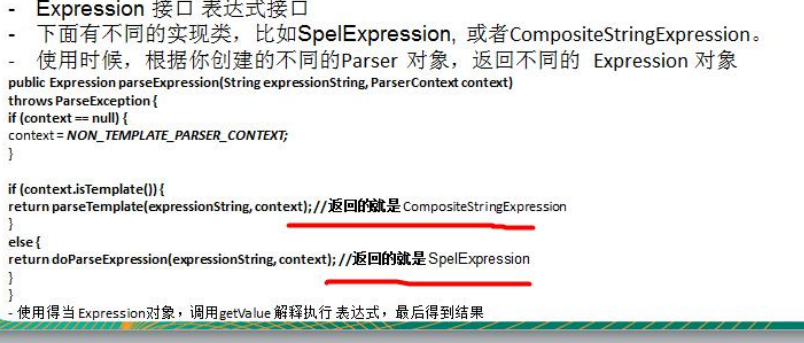 - Expression 接口 表达式接口
- 下面有不同的实现类，比如SpelExpression, 或者CompositeStringExpression。
- 使用时候，根据你创建的不同的Parser 对象，返回不同的 Expression 对象
public Expression parseExpression(String expressionString, ParserContext context)
throws ParseException {
if (context == null) {
context = NON_TEMPLATE_PARSER_CONTEXT;
}
if (context.isTemplate()) {
return parseTemplate(expressionString, context);//返回的就是 CompositeStringExpression
}
else {
return doParseExpression(expressionString, context); //返回的就是 SpelExpression
}
}
- 使用得当 Expression对象，调用getValue 解释执行 表达式，最后得到结果